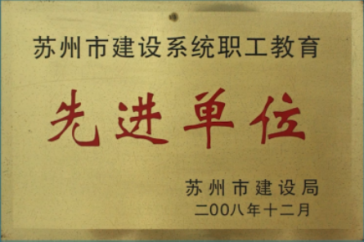 苏州市建设系统职工教育
先进单位
苏州市建设局
二00八年十二月